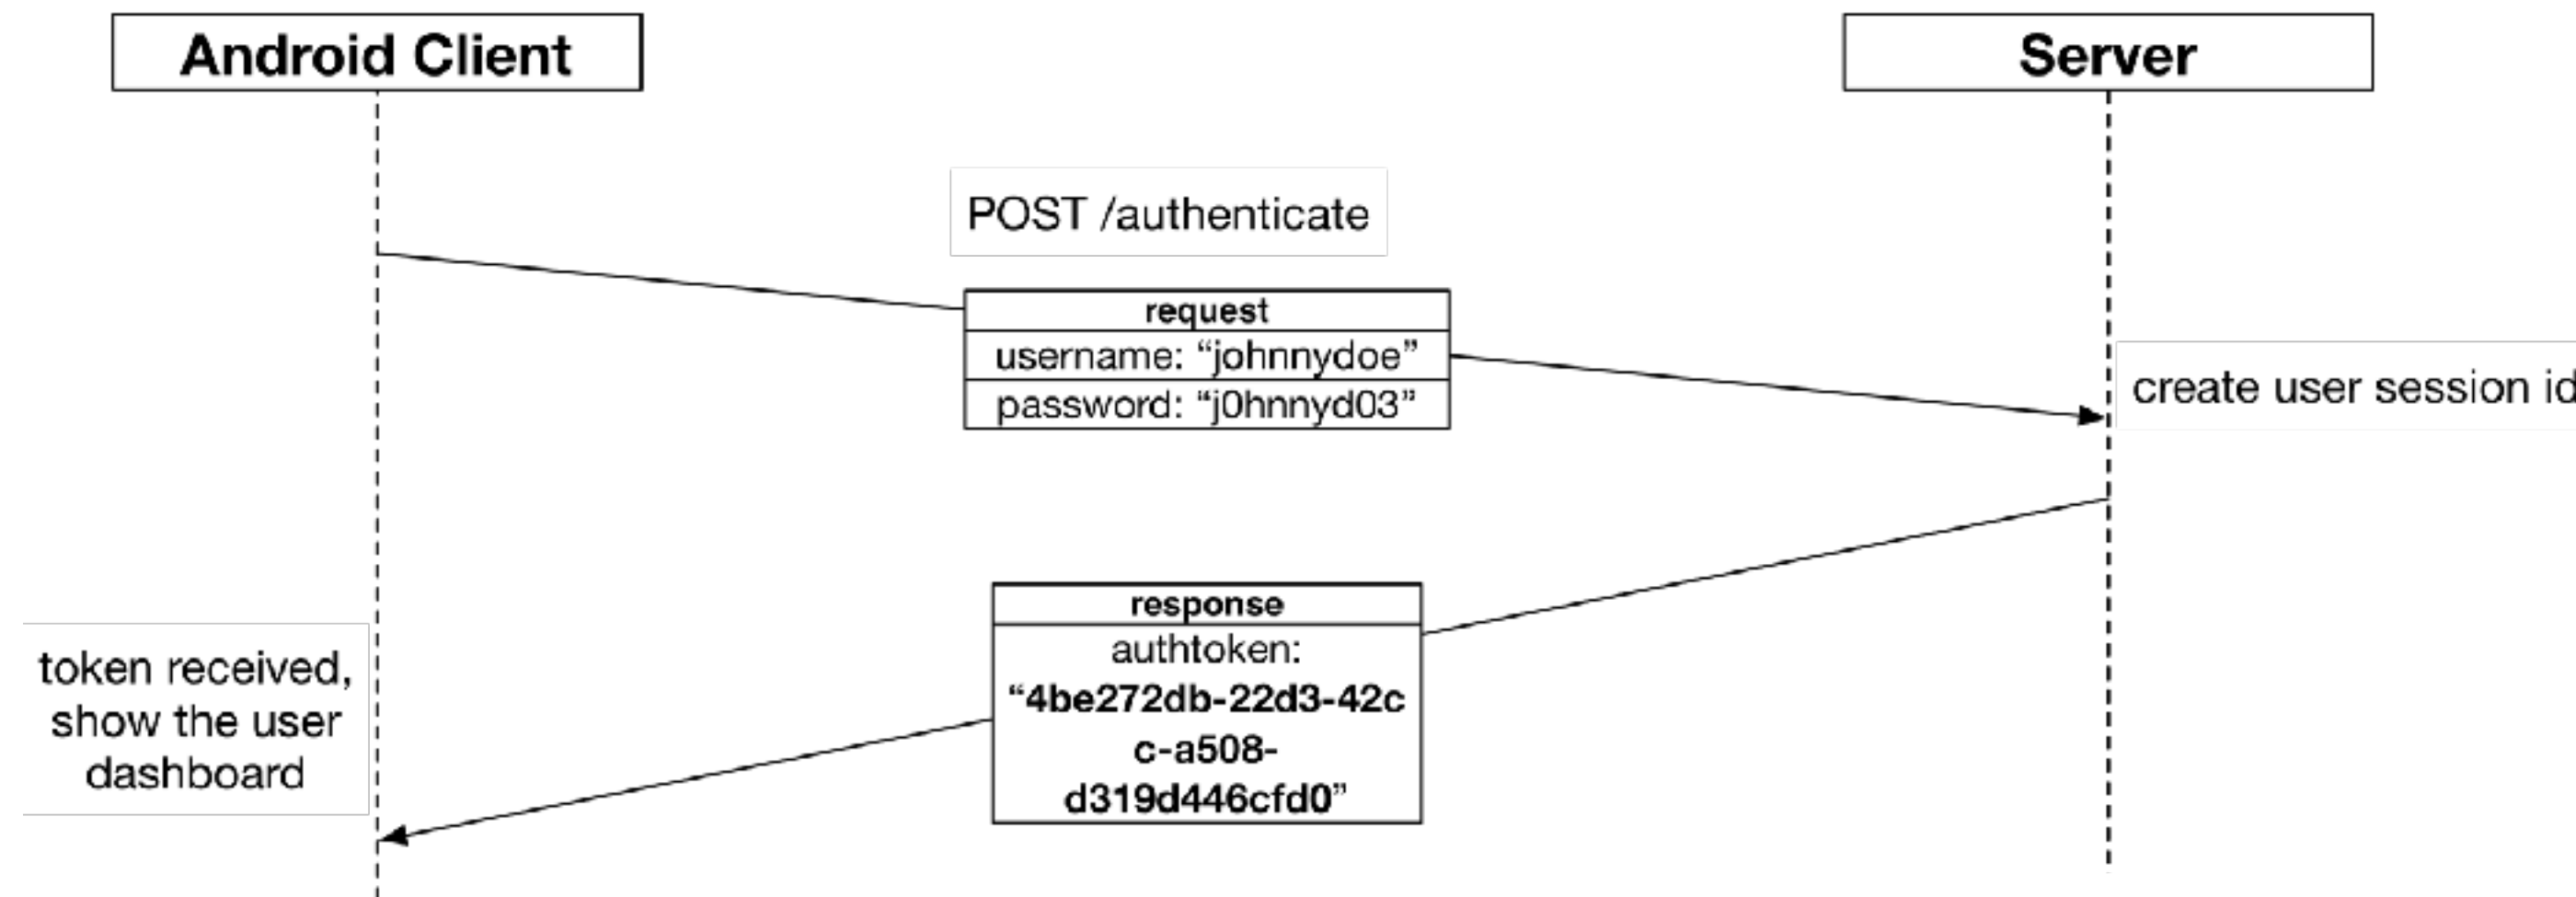 Android Client
Server
POST /authenticate
request
username: “johnnydoe”
password: “j0hnnyd03”
create user session id
response
authtoken:
“4be272db-22d3-42c
c-a508-
d319d446cfd0”
token received,
show the user
dashboard